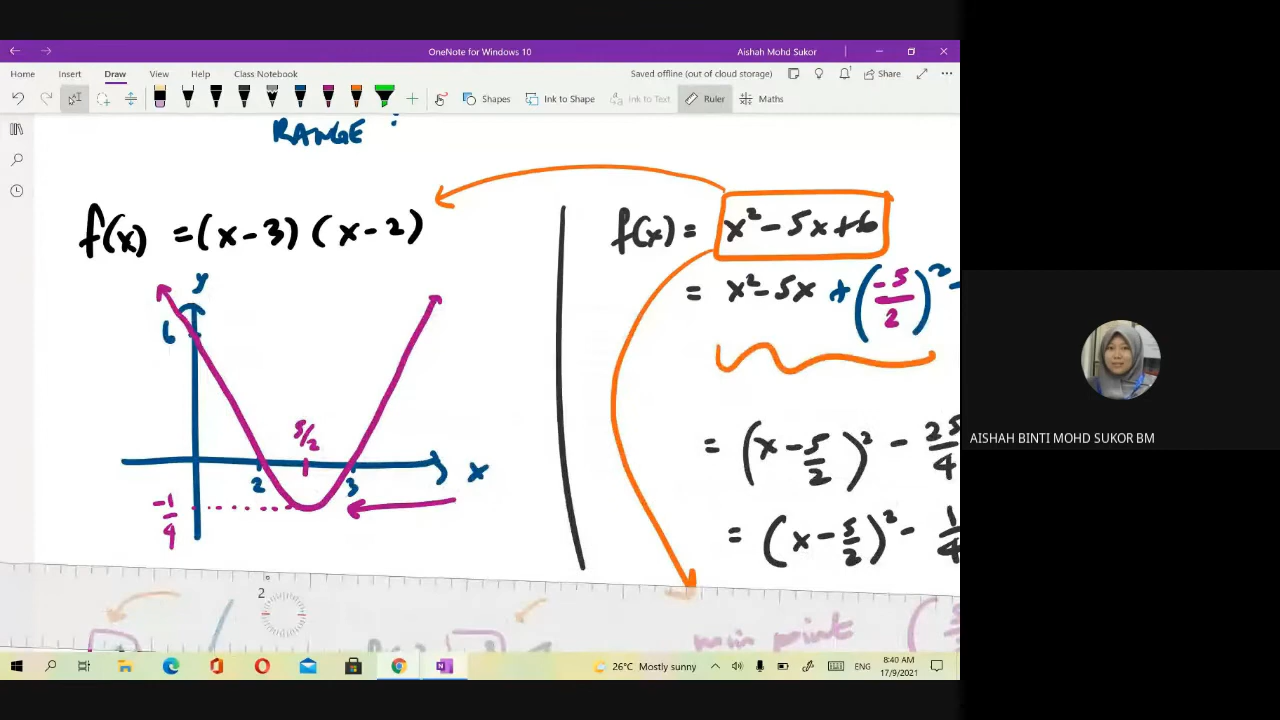 OneNote for Windows 10
Aishah Mohd Sukor
Home Insert Draw View Help Class Notebook
Saved offline (out of cloud storage) Share
Shapes Ink to Shape Ink to Text Ruler Maths
RANGE ?
f(x) = (x-3)(x-2)
f(x) = x² - 5x + 6
= x² - 5x + (-5/2)² -
y
6
5/2
= (x - 5/2)² - 25/4
2 3 x
-1/4
= (x - 5/2)² - 1/4
2
main point
AISHAH BINTI MOHD SUKOR BM
26°C Mostly sunny
ENG
8:40 AM
17/9/2021